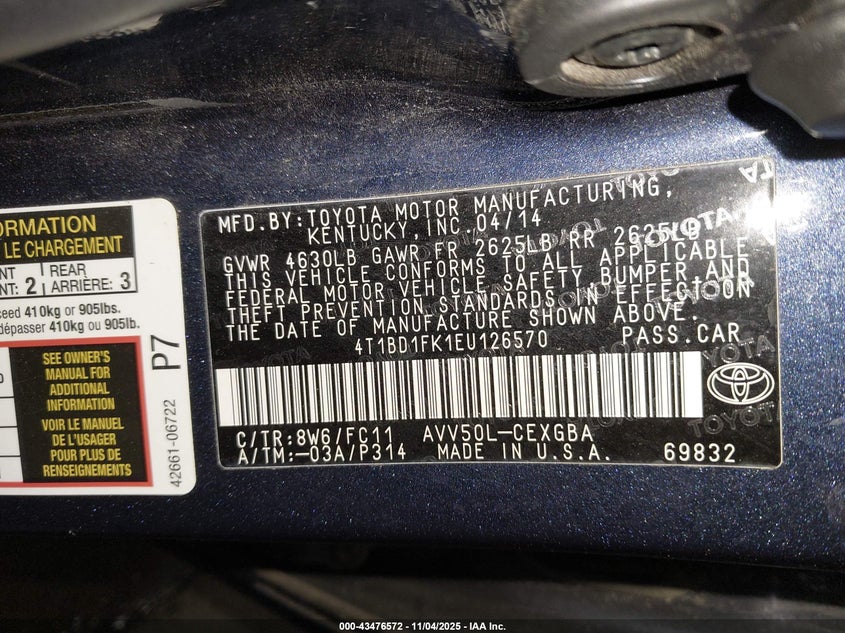 ORMATION
LE CHARGEMENT
NT
NT: 2
REAR
ARRIÈRE: 3
ceed 410kg or 905lbs.
dépasser 410kg ou 905lb.
SEE OWNER'S
MANUAL FOR
ADDITIONAL
INFORMATION
VOIR LE MANUEL
DE L'USAGER
POUR PLUS DE
RENSEIGNEMENTS
P7
42661-06722
MFD.BY: TOYOTA MOTOR MANUFACTURING,
KENTUCKY, INC. 04/14
GVWR 4630LB GAWR FR 2625LB RR 2625LB
THIS VEHICLE CONFORMS TO ALL APPLICABLE
FEDERAL MOTOR VEHICLE SAFETY, BUMPER, AND
THEFT PREVENTION STANDARDS IN EFFECT ON
THE DATE OF MANUFACTURE SHOWN ABOVE.
4T1BD1FK1EU126570 PASS.CAR
C/TR: 8W6/FC11 AVV50L-CEXGBA
A/TM: -03A/P314 MADE IN U.S.A. 69832
TOYOTA
000-43476572 • 11/04/2025 - IAA Inc.